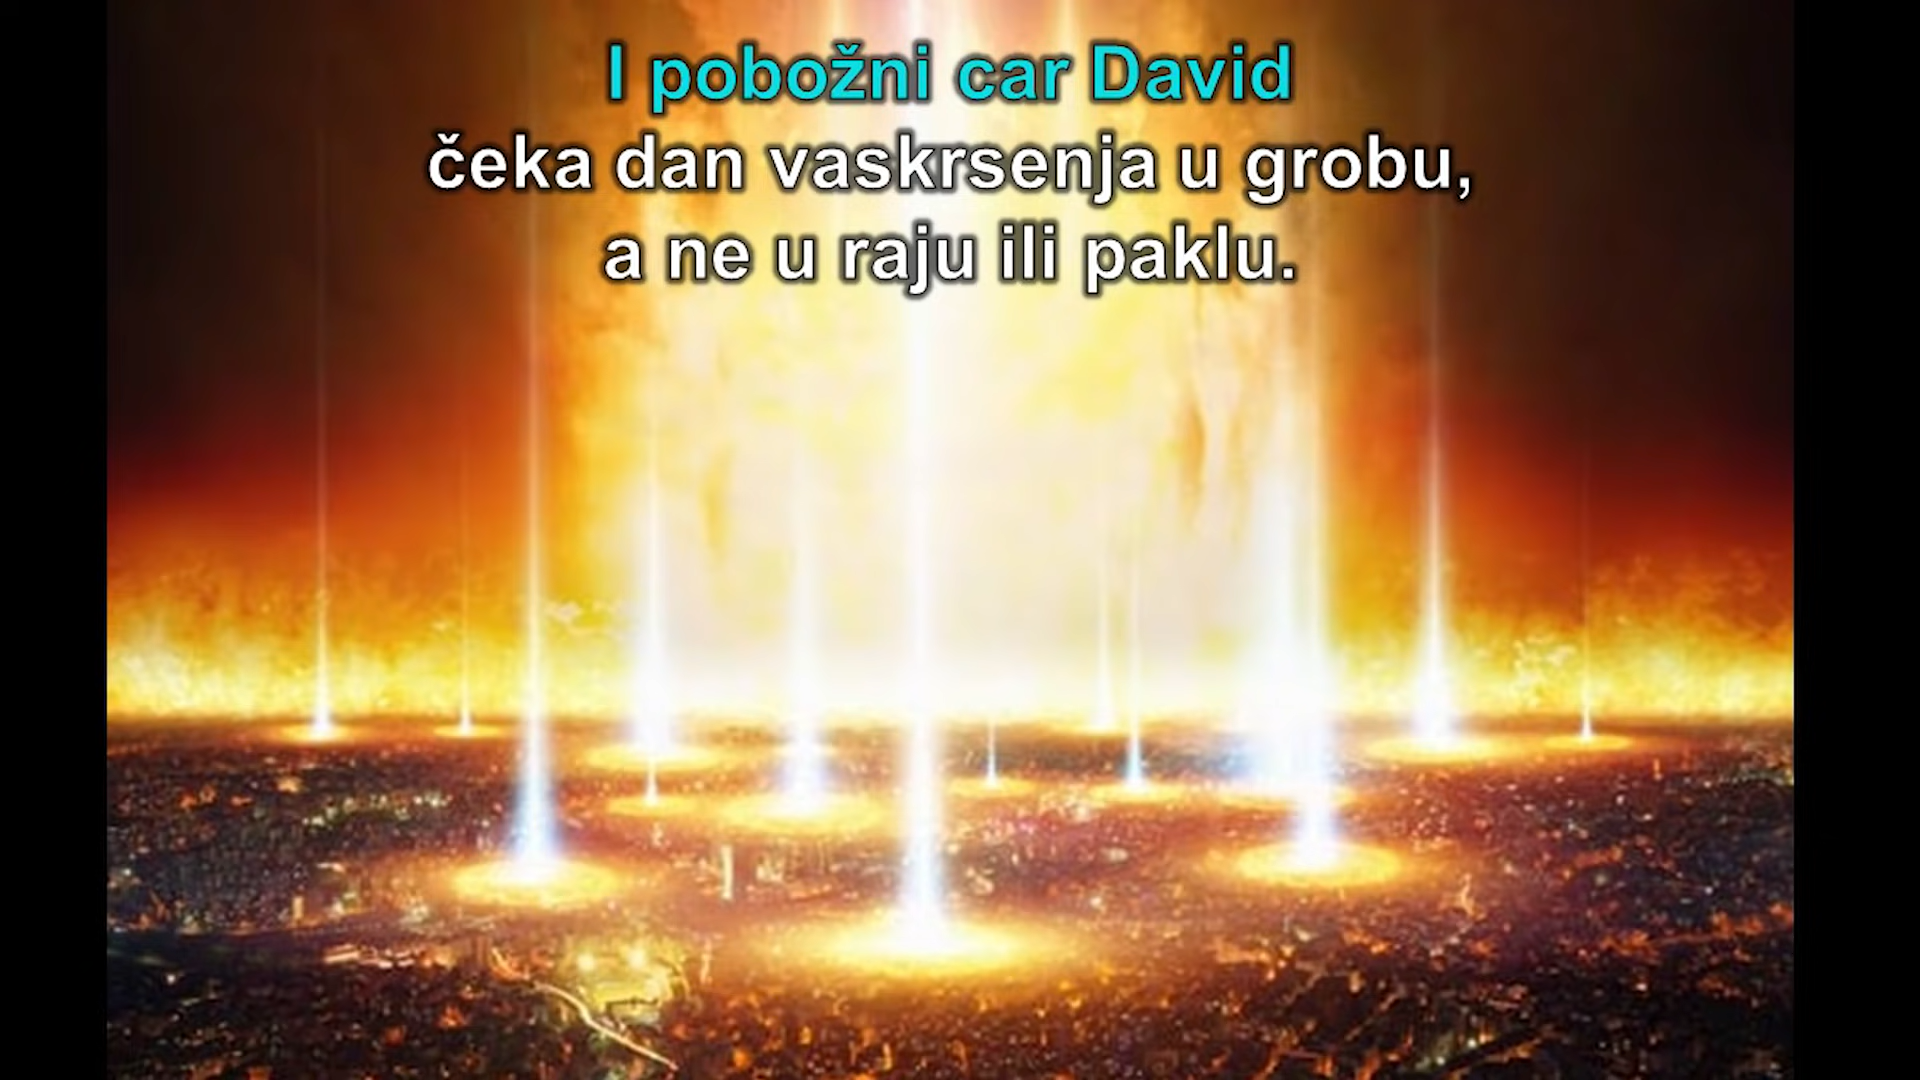 I pobožni car David
čeka dan vaskrsenja u grobu,
a ne u raju ili paklu.